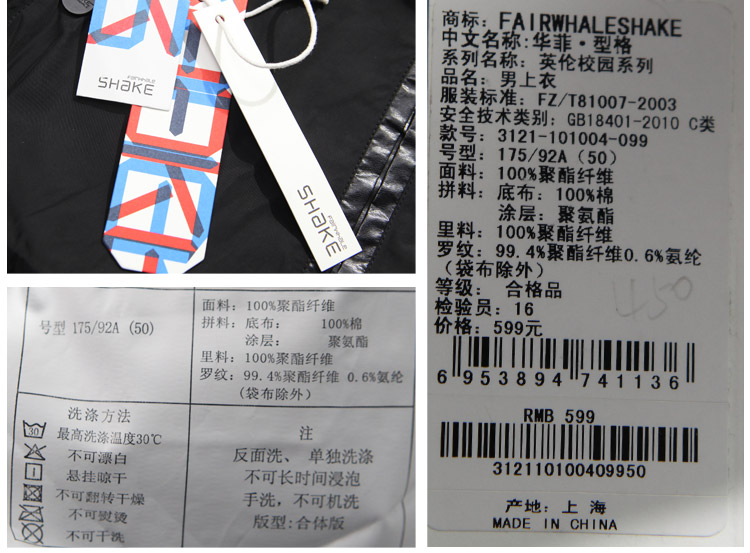 FAIRWHALE
SHAKE
FAIRWHALE
SHAKE
号型 175/92A (50)
面料: 100%聚酯纤维
拼料: 底布: 100%棉
涂层: 聚氨酯
里料: 100%聚酯纤维
罗纹: 99.4%聚酯纤维 0.6%氨纶
(袋布除外)
洗涤方法
30 最高洗涤温度30℃
不可漂白
悬挂晾干
不可翻转干燥
不可熨烫
不可干洗
注
反面洗、单独洗涤
不可长时间浸泡
手洗, 不可机洗
版型: 合体版
商标: FAIRWHALESHAKE
中文名称: 华菲·型格
系列名称: 英伦校园系列
品名: 男上衣
服装标准: FZ/T81007-2003
安全技术类别: GB18401-2010 C类
款号: 3121-101004-099
号型: 175/92A (50)
面料: 100%聚酯纤维
拼料: 底布: 100%棉
涂层: 聚氨酯
里料: 100%聚酯纤维
罗纹: 99.4%聚酯纤维0.6%氨纶
(袋布除外)
等级: 合格品
450
检验员: 16
价格: 599元
6 953894 741136
RMB 599
312110100409950
产地: 上海
MADE IN CHINA